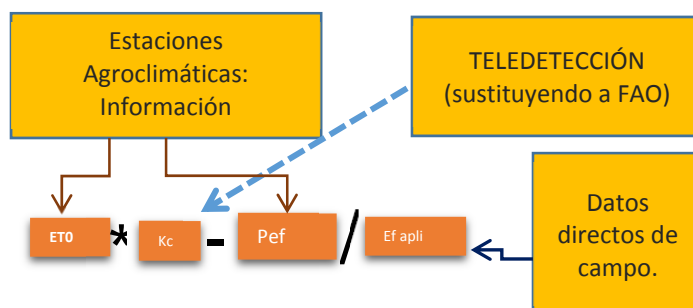 Estaciones
Agroclimáticas:
Información
TELEDETECCIÓN
(sustituyendo a FAO)
ET0 * Kc - Pef / Ef apli
Datos
directos de
campo.